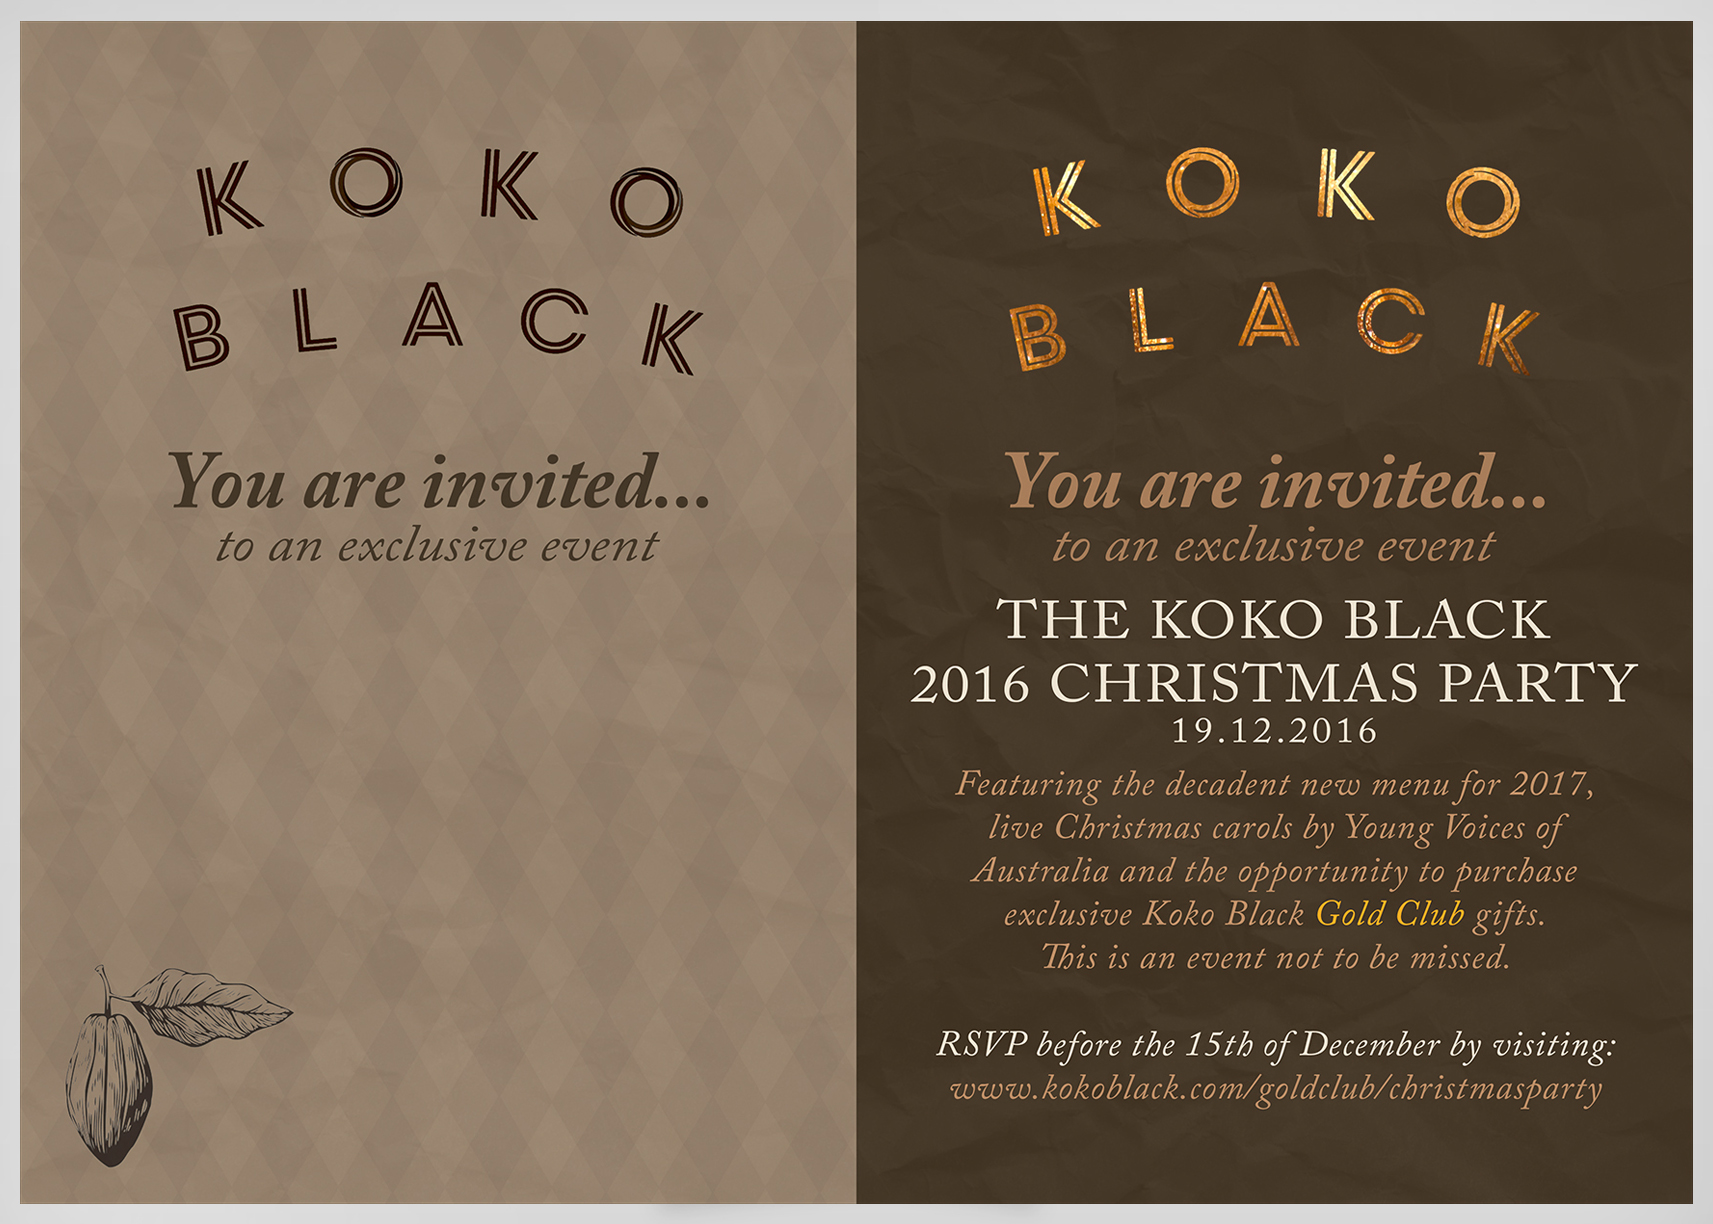 KOKO
BLACK
You are invited...
to an exclusive event
KOKO
BLACK
You are invited...
to an exclusive event
THE KOKO BLACK
2016 CHRISTMAS PARTY
19.12.2016
Featuring the decadent new menu for 2017,
live Christmas carols by Young Voices of
Australia and the opportunity to purchase
exclusive Koko Black Gold Club gifts.
This is an event not to be missed.
RSVP before the 15th of December by visiting:
www.kokoblack.com/goldclub/christmasparty